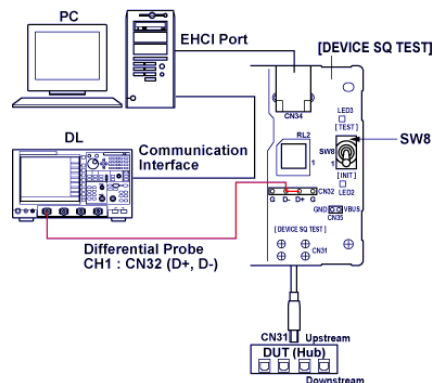 PC
EHCI Port
[DEVICE SQ TEST]
CN34
LED3
[TEST]
RL2
SW8
SW8
1
1
[INIT]
LED2
DL
Communication
Interface
CN32
G D- D+ G
GND VBUS
CN35
Differential Probe
CH1 : CN32 (D+, D-)
[DEVICE SQ TEST]
CN31
CN31 Upstream
DUT (Hub)
Downstream